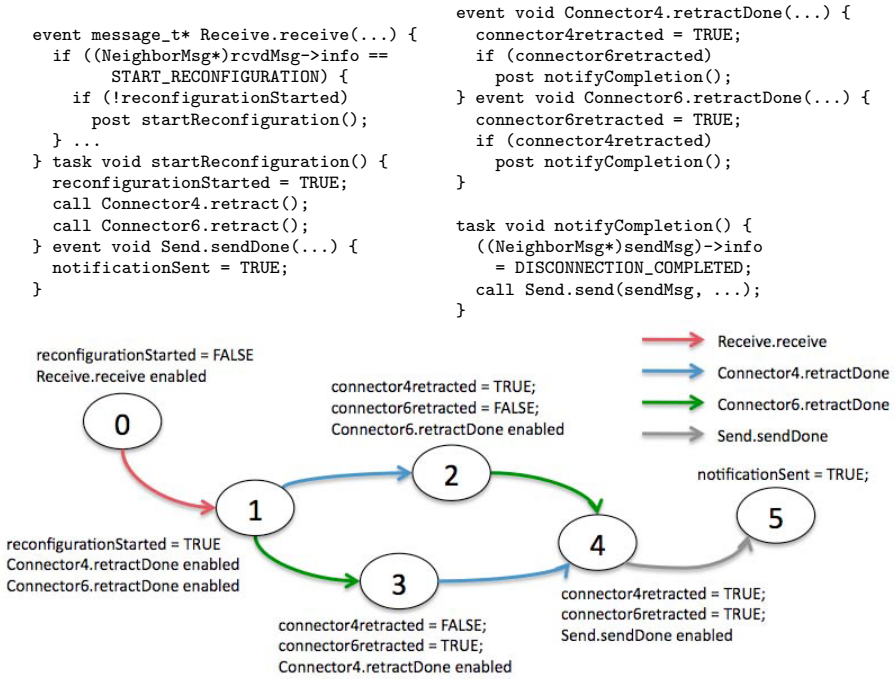 event message_t* Receive.receive(...) {
  if ((NeighborMsg*)rcvdMsg->info ==
        START_RECONFIGURATION) {
    if (!reconfigurationStarted)
      post startReconfiguration();
  } ...
} task void startReconfiguration() {
  reconfigurationStarted = TRUE;
  call Connector4.retract();
  call Connector6.retract();
} event void Send.sendDone(...) {
  notificationSent = TRUE;
}
event void Connector4.retractDone(...) {
  connector4retracted = TRUE;
  if (connector6retracted)
    post notifyCompletion();
} event void Connector6.retractDone(...) {
  connector6retracted = TRUE;
  if (connector4retracted)
    post notifyCompletion();
}
task void notifyCompletion() {
  ((NeighborMsg*)sendMsg)->info
    = DISCONNECTION_COMPLETED;
  call Send.send(sendMsg, ...);
}
Receive.receive
Connector4.retractDone
Connector6.retractDone
Send.sendDone
reconfigurationStarted = FALSE
Receive.receive enabled
0
connector4retracted = TRUE;
connector6retracted = FALSE;
Connector6.retractDone enabled
2
1
reconfigurationStarted = TRUE
Connector4.retractDone enabled
Connector6.retractDone enabled
3
connector4retracted = FALSE;
connector6retracted = TRUE;
Connector4.retractDone enabled
4
connector4retracted = TRUE;
connector6retracted = TRUE;
Send.sendDone enabled
notificationSent = TRUE;
5